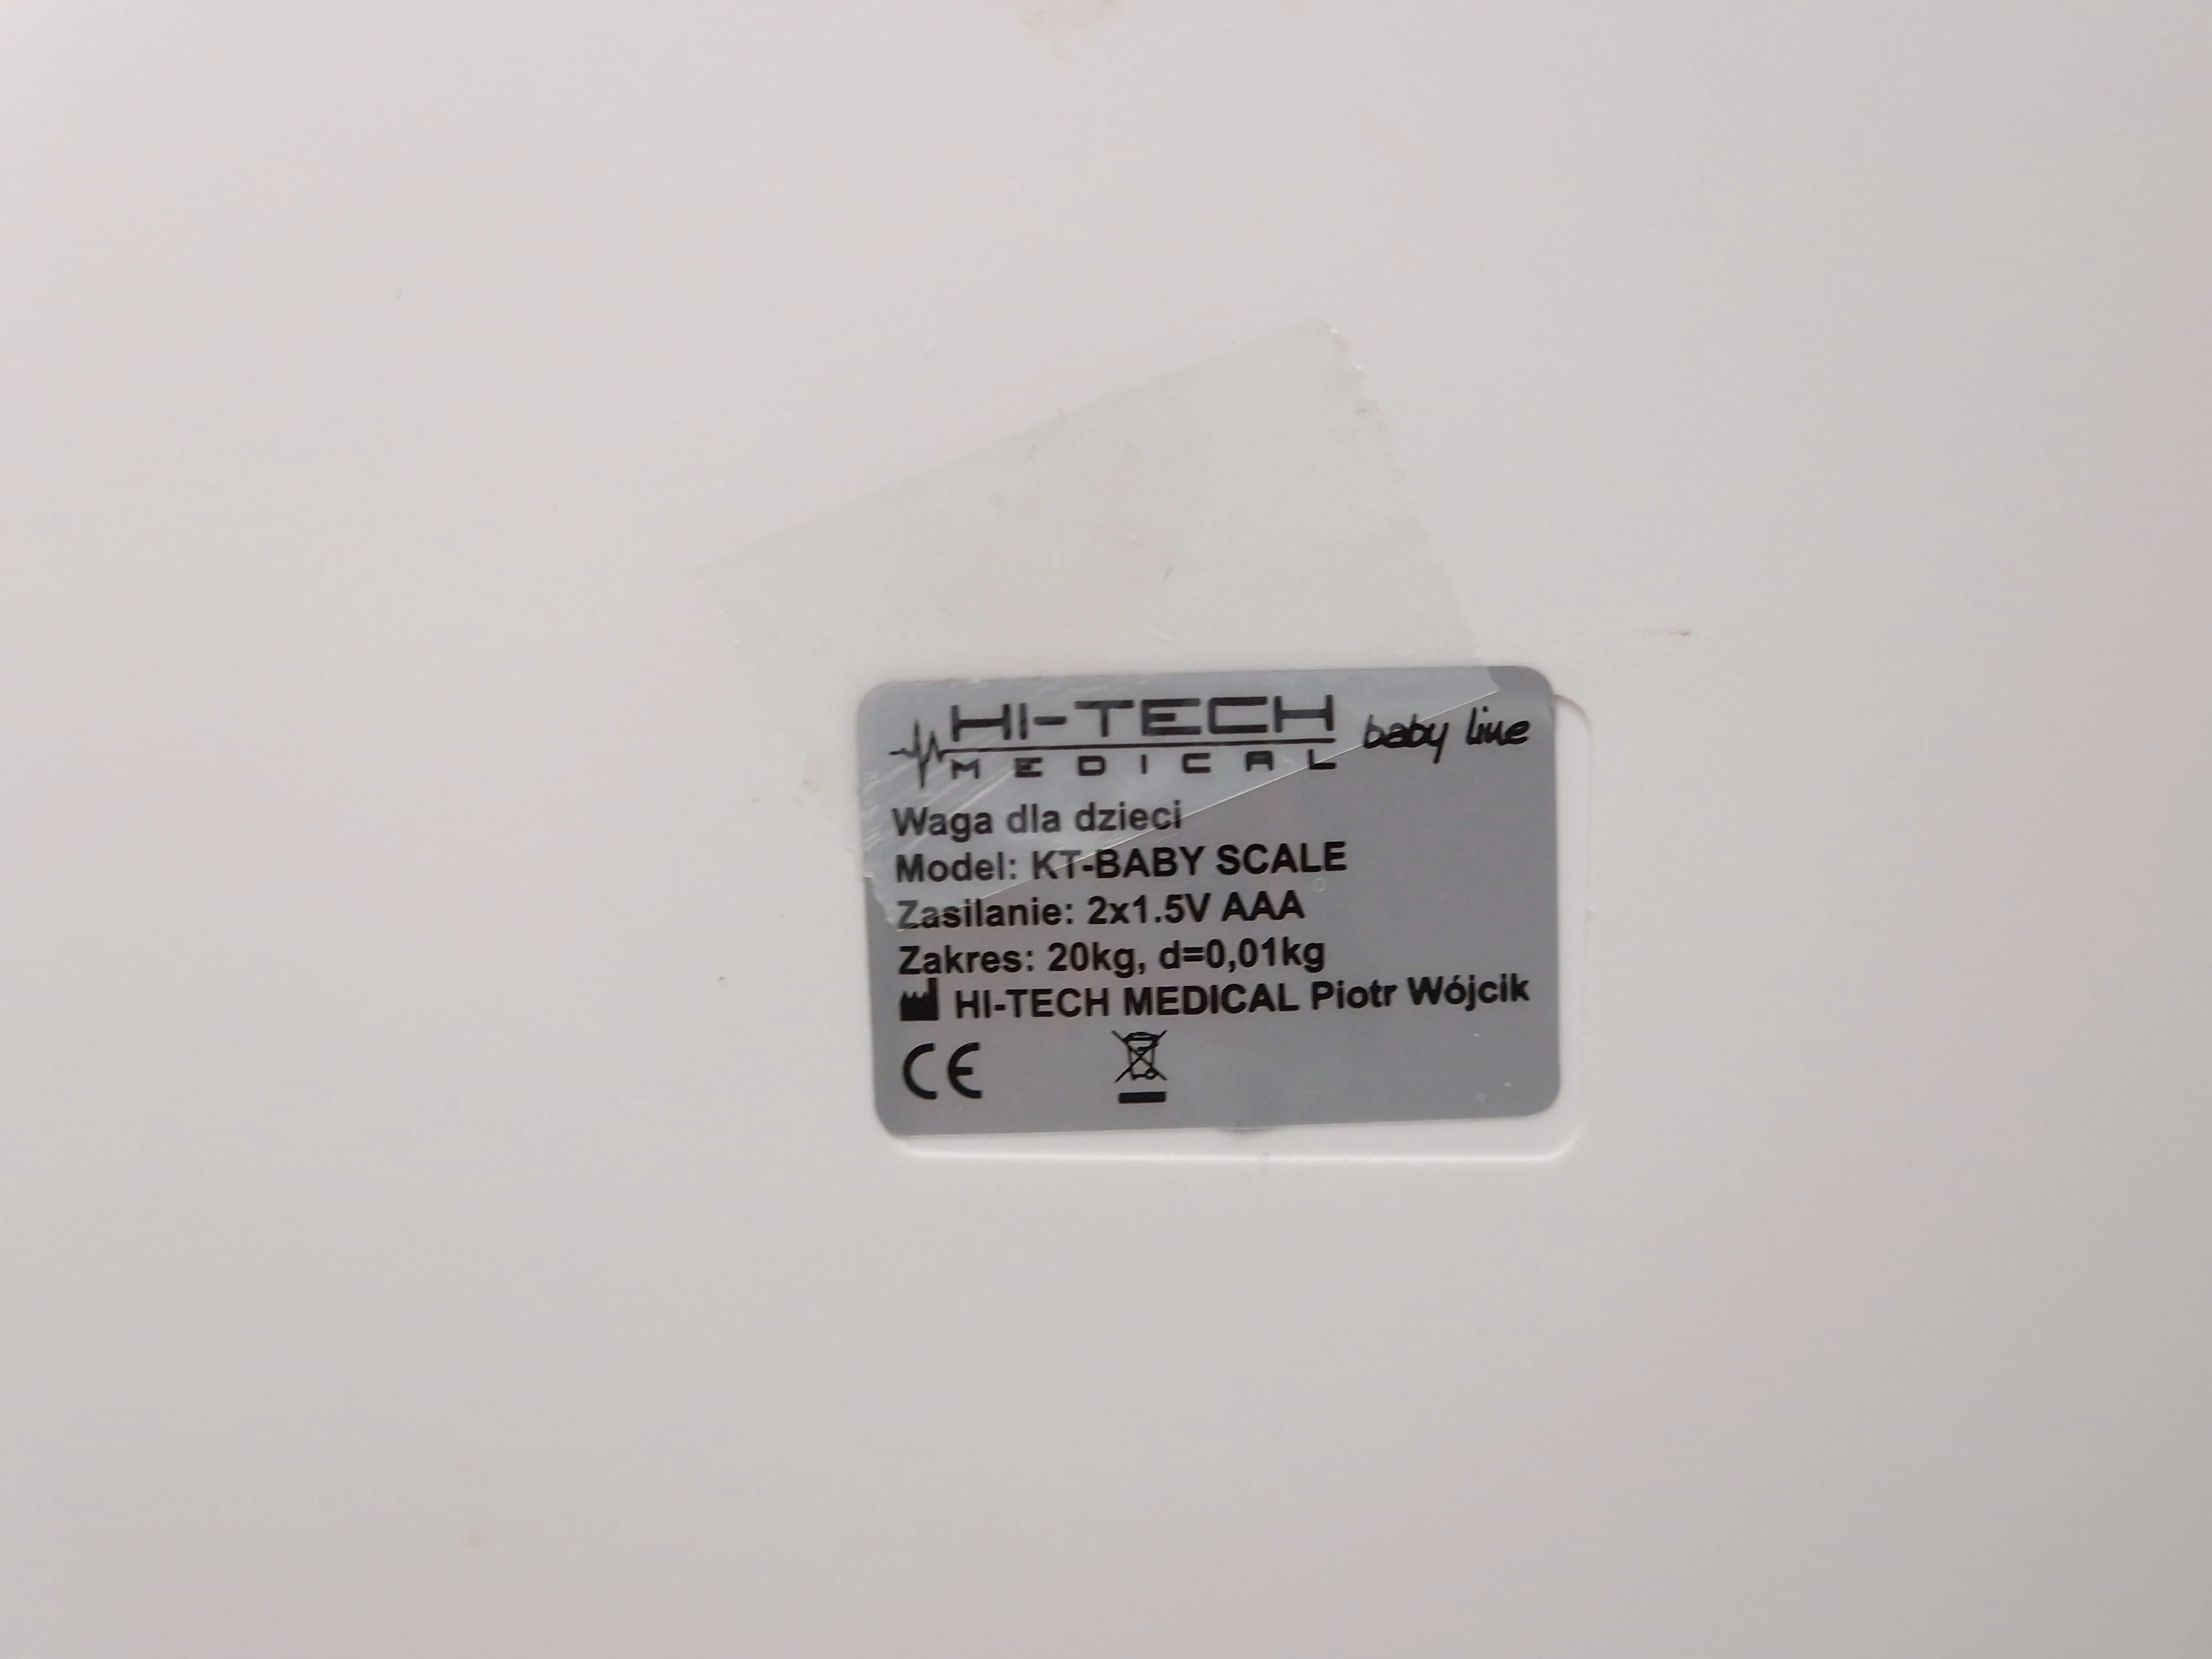 HI-TECH baby line
MEDICAL
Waga dla dzieci
Model: KT-BABY SCALE
Zasilanie: 2x1.5V AAA
Zakres: 20kg, d=0,01kg
HI-TECH MEDICAL Piotr Wójcik
CE